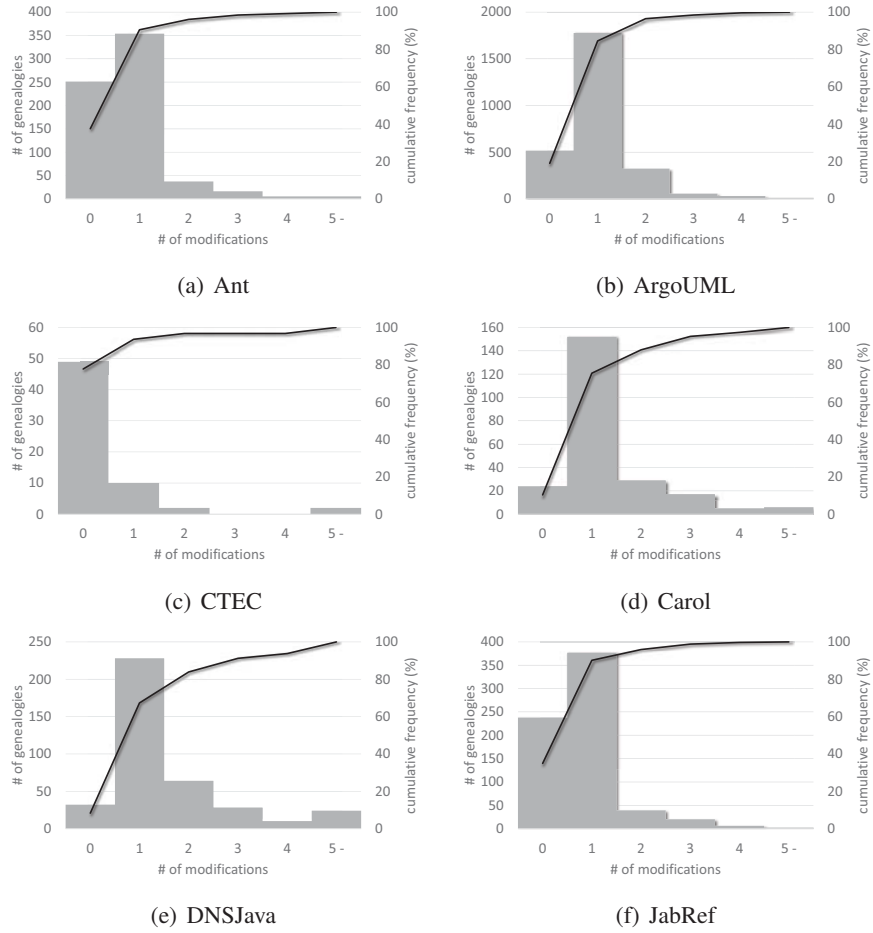 400
350
300
250
200
150
100
50
0
# of genealogies
100
80
60
40
20
0
cumulative frequency (%)
0 1 2 3 4 5 -
# of modifications
(a) Ant
2000
1500
1000
500
0
# of genealogies
100
80
60
40
20
0
cumulative frequency (%)
0 1 2 3 4 5 -
# of modifications
(b) ArgoUML
60
50
40
30
20
10
0
# of genealogies
100
80
60
40
20
0
cumulative frequency (%)
0 1 2 3 4 5 -
# of modifications
(c) CTEC
160
140
120
100
80
60
40
20
0
# of genealogies
100
80
60
40
20
0
cumulative frequency (%)
0 1 2 3 4 5 -
# of modifications
(d) Carol
250
200
150
100
50
0
# of genealogies
100
80
60
40
20
0
cumulative frequency (%)
0 1 2 3 4 5 -
# of modifications
(e) DNSJava
400
350
300
250
200
150
100
50
0
# of genealogies
100
80
60
40
20
0
cumulative frequency (%)
0 1 2 3 4 5 -
# of modifications
(f) JabRef